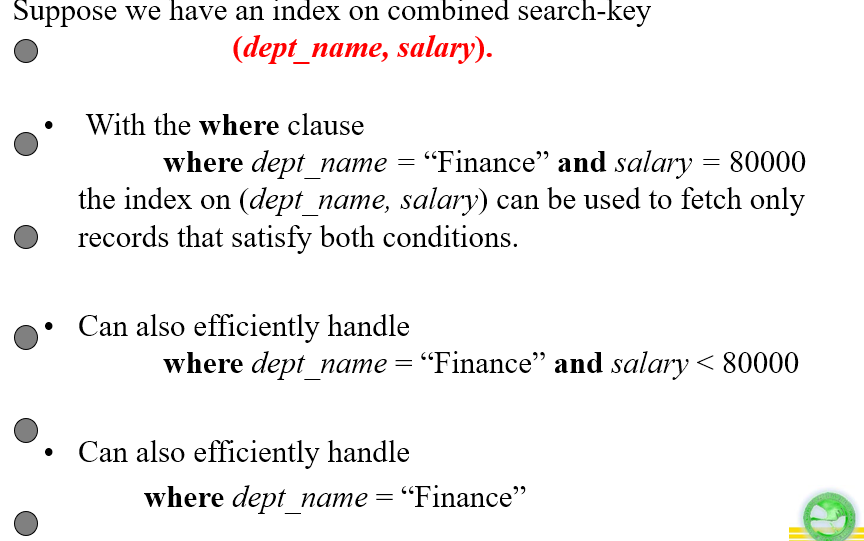 Suppose we have an index on combined search-key
(dept_name, salary).
• With the where clause
where dept_name = “Finance” and salary = 80000
the index on (dept_name, salary) can be used to fetch only
records that satisfy both conditions.
• Can also efficiently handle
where dept_name = “Finance” and salary < 80000
• Can also efficiently handle
where dept_name = “Finance”